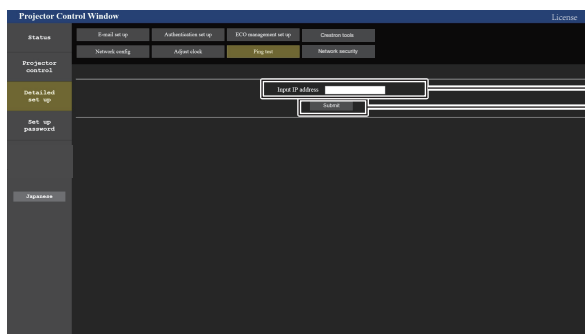 Projector Control Window License
Status
E-mail set up Authentication set up ECO management set up Crestron tools
Network config Adjust clock Ping test Network security
Projector
control
Detailed
set up
Input IP address
Submit
Set up
password
Japanese